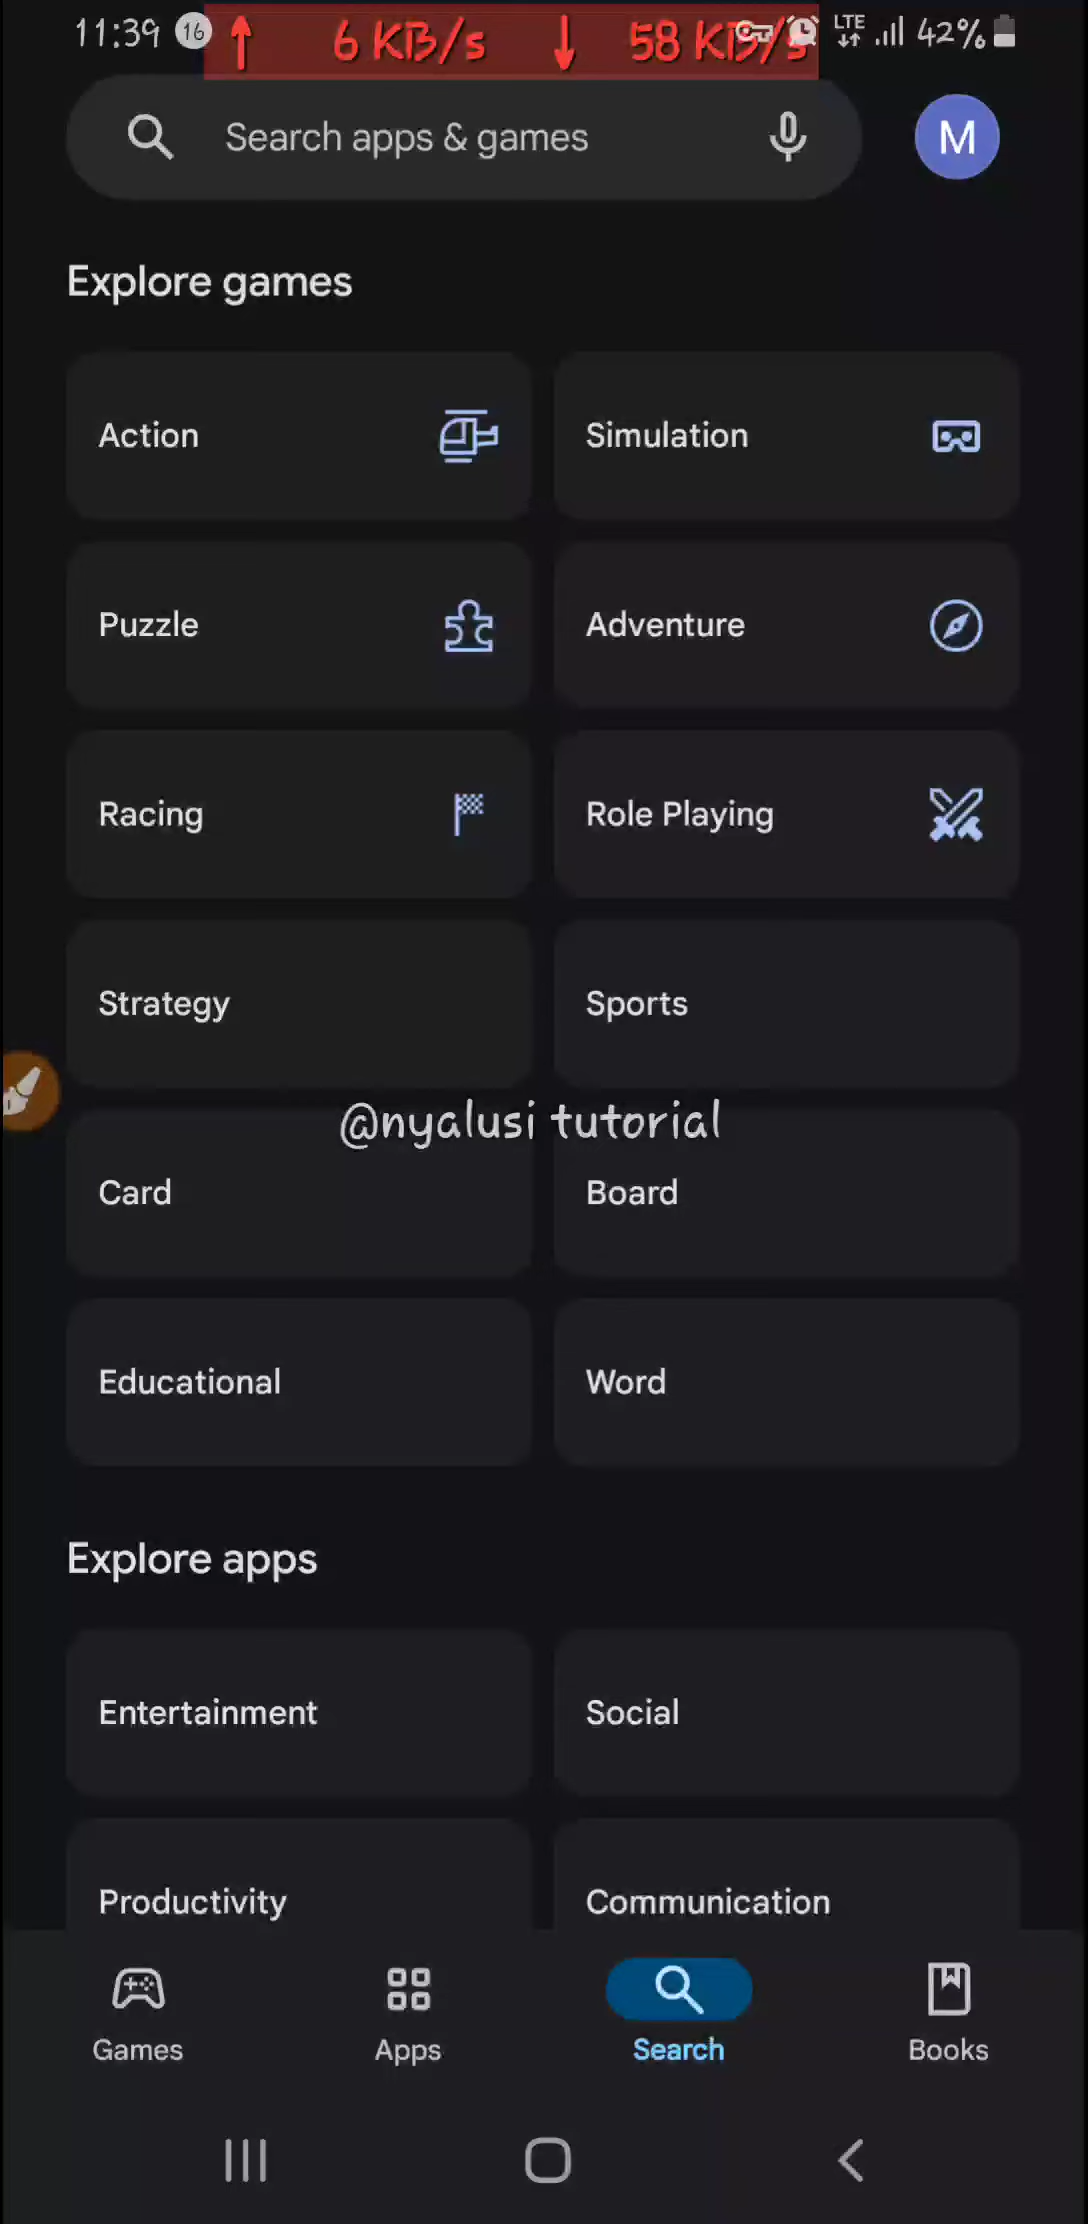 11:39 16 ↑ 6 KB/s ↓ 58 KB/s LTE 42%
Search apps & games M
Explore games
Action Simulation
Puzzle Adventure
Racing Role Playing
Strategy Sports
@nyalusi tutorial
Card Board
Educational Word
Explore apps
Entertainment Social
Productivity Communication
Games Apps Search Books